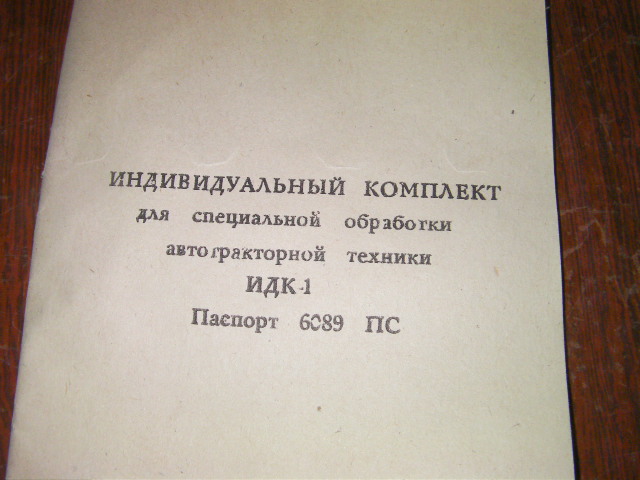 ИНДИВИДУАЛЬНЫЙ КОМПЛЕКТ
для специальной обработки
автотракторной техники
ИДК-1
Паспорт 6089 ПС